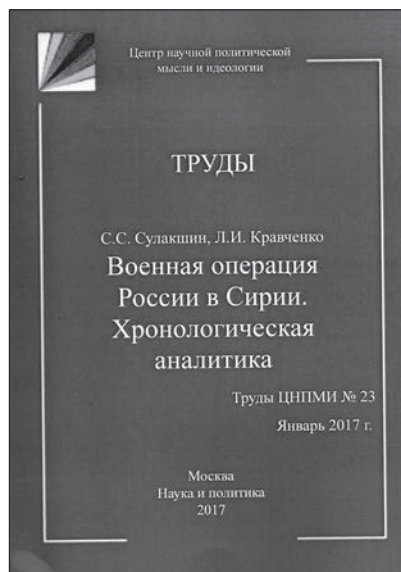 Центр научной политической
мысли и идеологии
ТРУДЫ
С.С. Сулакшин, Л.И. Кравченко
Военная операция
России в Сирии.
Хронологическая
аналитика
Труды ЦНПМИ № 23
Январь 2017 г.
Москва
Наука и политика
2017